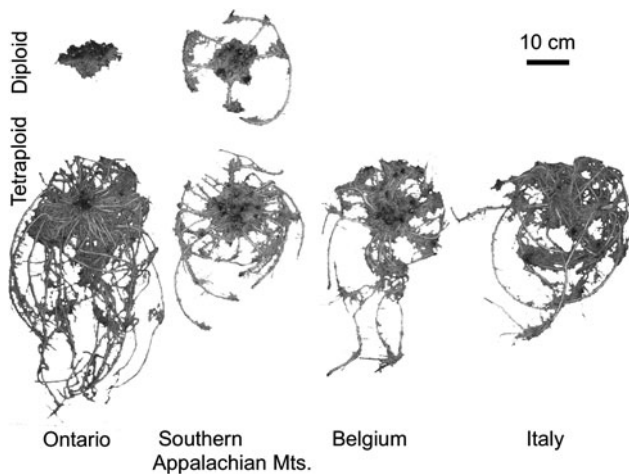 Diploid
10 cm
Tetraploid
Ontario
Southern
Appalachian Mts.
Belgium
Italy